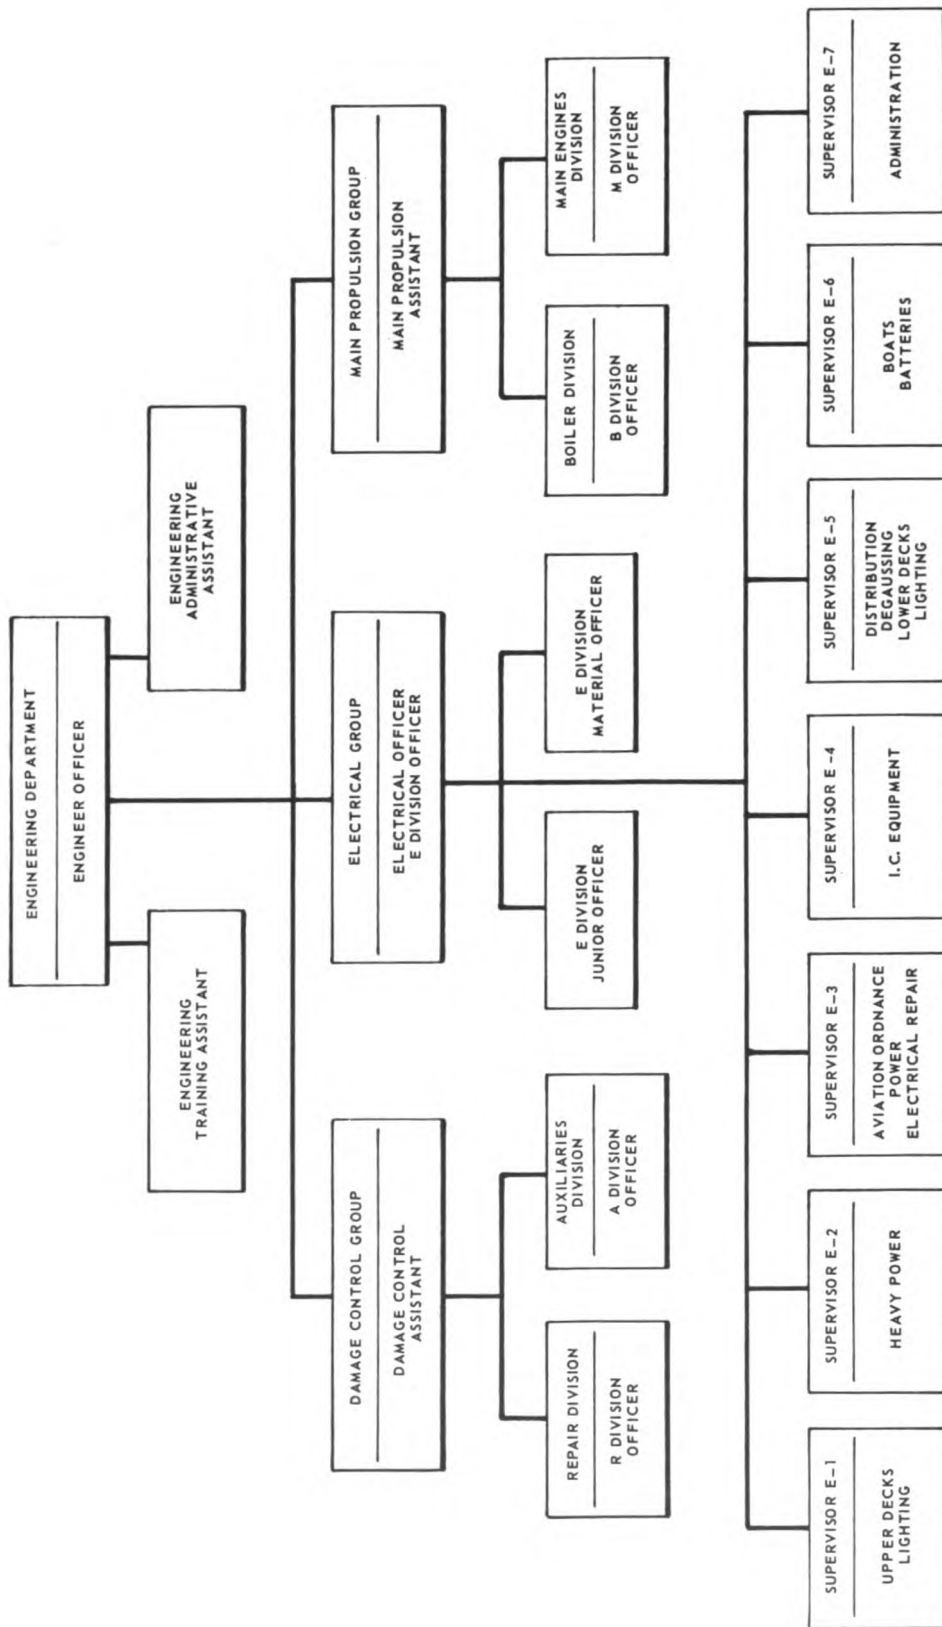 ENGINEERING DEPARTMENT
ENGINEER OFFICER
ENGINEERING
TRAINING ASSISTANT
ENGINEERING
ADMINISTRATIVE
ASSISTANT
DAMAGE CONTROL GROUP
DAMAGE CONTROL
ASSISTANT
ELECTRICAL GROUP
ELECTRICAL OFFICER
E DIVISION OFFICER
MAIN PROPULSION GROUP
MAIN PROPULSION
ASSISTANT
REPAIR DIVISION
R DIVISION
OFFICER
AUXILIARIES
DIVISION
A DIVISION
OFFICER
E DIVISION
JUNIOR OFFICER
E DIVISION
MATERIAL OFFICER
BOILER DIVISION
B DIVISION
OFFICER
MAIN ENGINES
DIVISION
M DIVISION
OFFICER
SUPERVISOR E-1
UPPER DECKS
LIGHTING
SUPERVISOR E-2
HEAVY POWER
SUPERVISOR E-3
AVIATION ORDNANCE
POWER
ELECTRICAL REPAIR
SUPERVISOR E-4
I.C. EQUIPMENT
SUPERVISOR E-5
DISTRIBUTION
DEGAUSSING
LOWER DECKS
LIGHTING
SUPERVISOR E-6
BOATS
BATTERIES
SUPERVISOR E-7
ADMINISTRATION